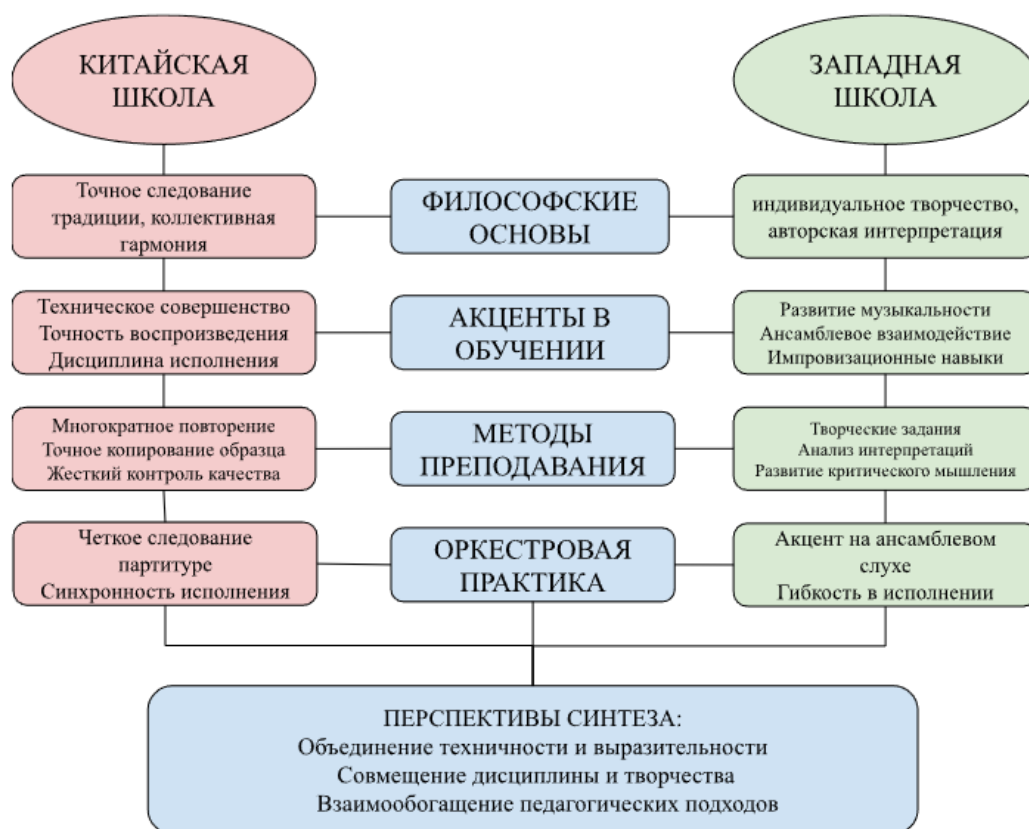 КИТАЙСКАЯ
ШКОЛА
ЗАПАДНАЯ
ШКОЛА
Точное следование
традиции, коллективная
гармония
ФИЛОСОФСКИЕ
ОСНОВЫ
индивидуальное творчество,
авторская интерпретация
Техническое совершенство
Точность воспроизведения
Дисциплина исполнения
АКЦЕНТЫ В
ОБУЧЕНИИ
Развитие музыкальности
Ансамблевое взаимодействие
Импровизационные навыки
Многократное повторение
Точное копирование образца
Жесткий контроль качества
МЕТОДЫ
ПРЕПОДАВАНИЯ
Творческие задания
Анализ интерпретаций
Развитие критического мышления
Четкое следование
партитуре
Синхронность исполнения
ОРКЕСТРОВАЯ
ПРАКТИКА
Акцент на ансамблевом
слухе
Гибкость в исполнении
ПЕРСПЕКТИВЫ СИНТЕЗА:
Объединение техничности и выразительности
Совмещение дисциплины и творчества
Взаимообогащение педагогических подходов